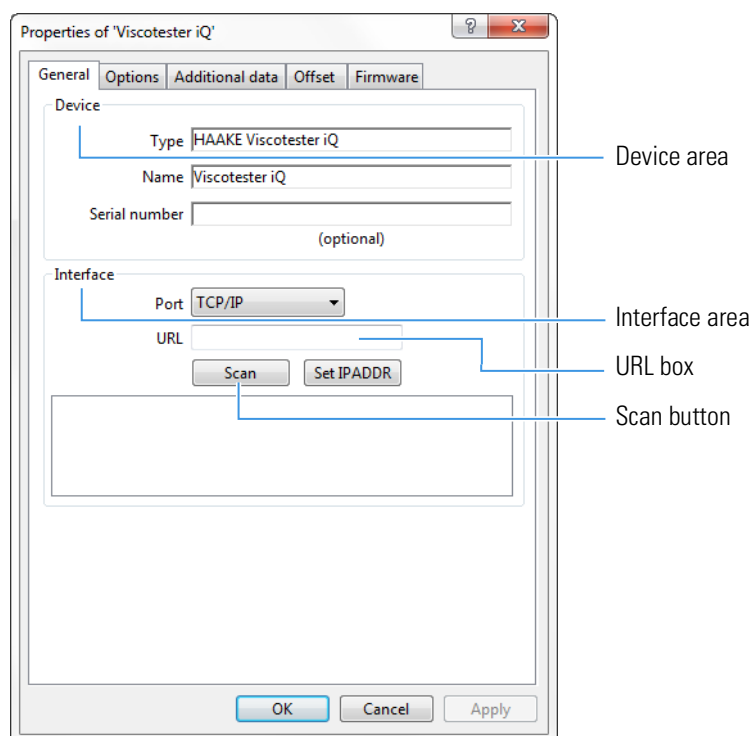 Properties of 'Viscotester iQ'
?
X
General Options Additional data Offset Firmware
Device
Type HAAKE Viscotester iQ
Device area
Name Viscotester iQ
Serial number
(optional)
Interface
Port TCP/IP
Interface area
URL
URL box
Scan Set IPADDR
Scan button
OK Cancel Apply